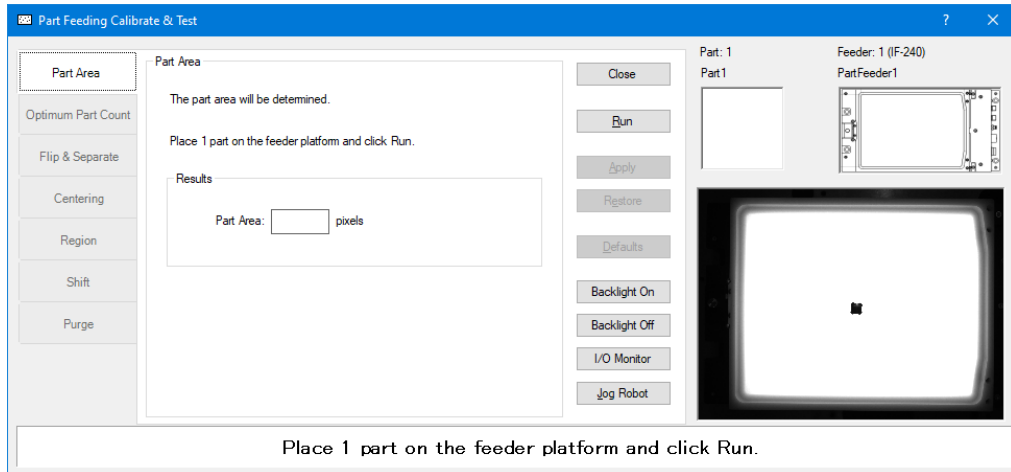 Part Feeding Calibrate & Test
?
Part Area
Optimum Part Count
Flip & Separate
Centering
Region
Shift
Purge
Part Area
The part area will be determined.
Place 1 part on the feeder platform and click Run.
Results
Part Area:
pixels
Close
Run
Apply
Restore
Defaults
Backlight On
Backlight Off
I/O Monitor
Jog Robot
Part: 1
Part1
Feeder: 1 (IF-240)
PartFeeder1
Place 1 part on the feeder platform and click Run.